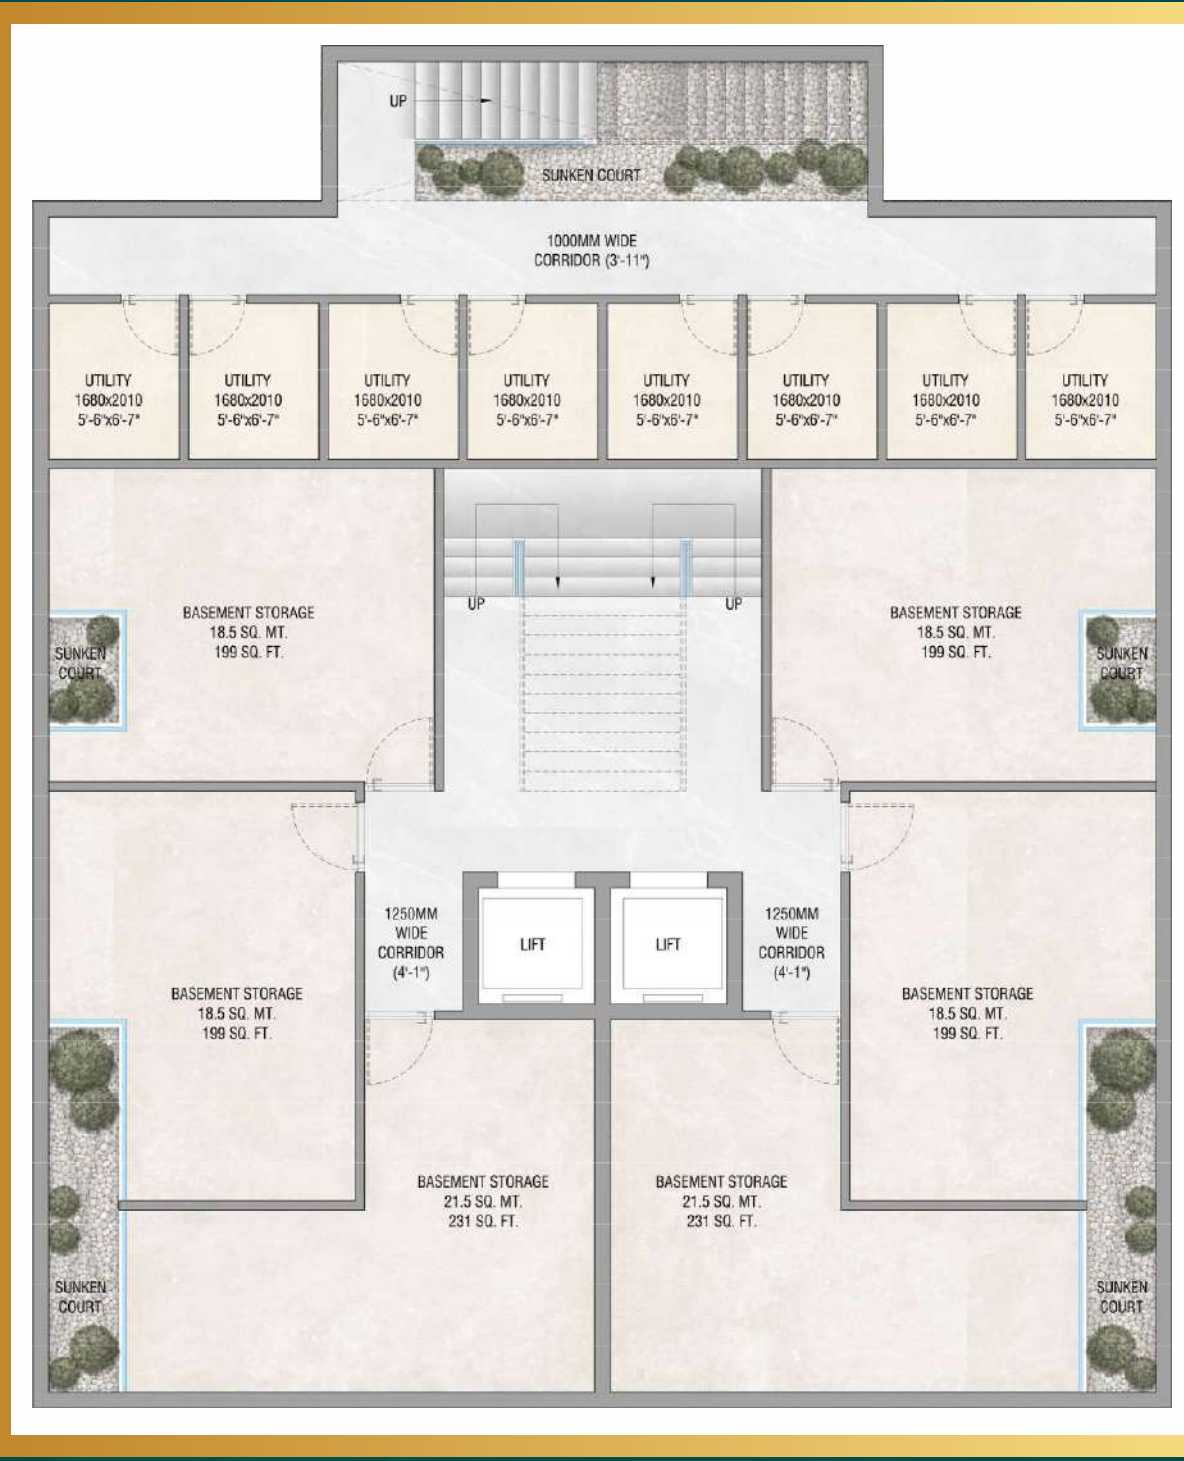 UP
SUNKEN COURT
1000MM WIDE
CORRIDOR (3'-11")
UTILITY
1680x2010
5'-6"x6'-7"
UTILITY
1680x2010
5'-6"x6'-7"
UTILITY
1680x2010
5'-6"x6'-7"
UTILITY
1680x2010
5'-6"x6'-7"
UTILITY
1680x2010
5'-6"x6'-7"
UTILITY
1680x2010
5'-6"x6'-7"
UTILITY
1680x2010
5'-6"x6'-7"
UTILITY
1680x2010
5'-6"x6'-7"
UP
UP
BASEMENT STORAGE
18.5 SQ. MT.
199 SQ. FT.
BASEMENT STORAGE
18.5 SQ. MT.
199 SQ. FT.
SUNKEN
COURT
SUNKEN
COURT
1250MM
WIDE
CORRIDOR
(4'-1")
LIFT
LIFT
1250MM
WIDE
CORRIDOR
(4'-1")
BASEMENT STORAGE
18.5 SQ. MT.
199 SQ. FT.
BASEMENT STORAGE
18.5 SQ. MT.
199 SQ. FT.
BASEMENT STORAGE
21.5 SQ. MT.
231 SQ. FT.
BASEMENT STORAGE
21.5 SQ. MT.
231 SQ. FT.
SUNKEN
COURT
SUNKEN
COURT